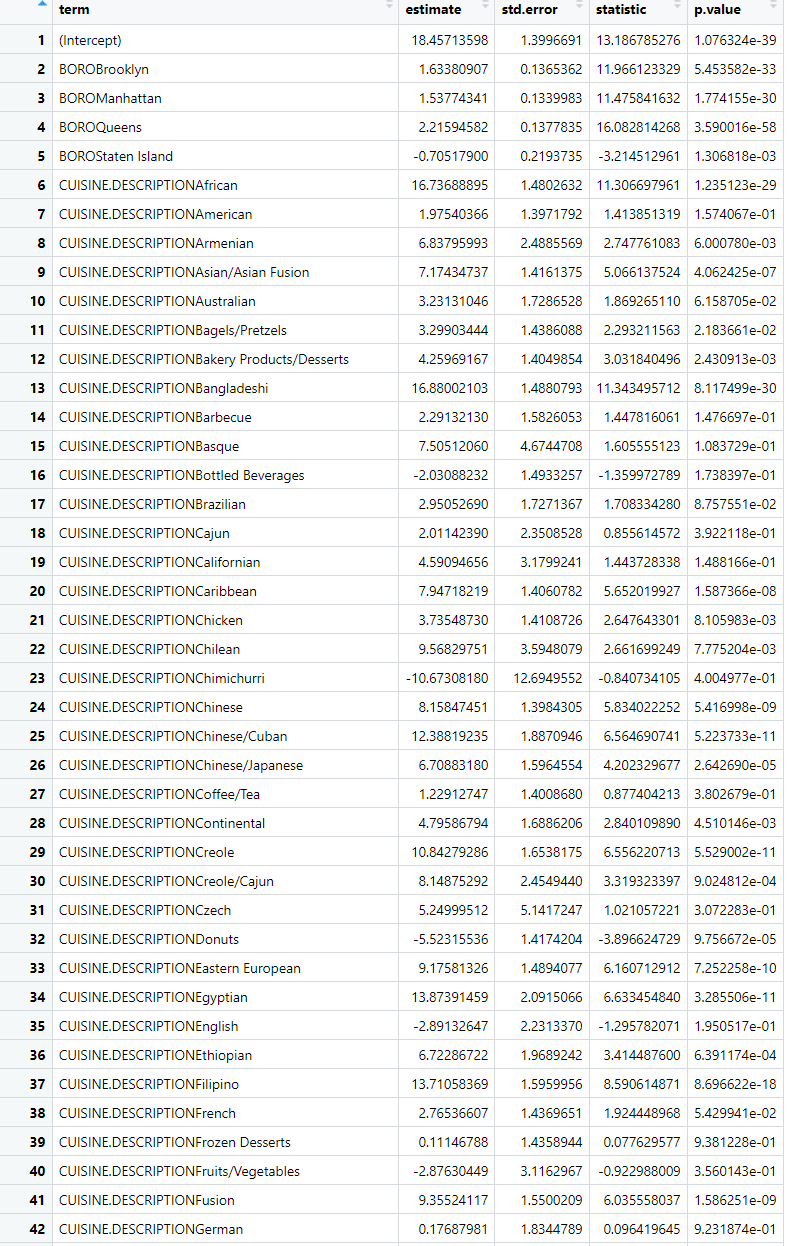 term estimate std.error statistic p.value
1 (Intercept) 18.45713598 1.3996691 13.186785276 1.076324e-39
2 BOROBrooklyn 1.63380907 0.1365362 11.966123329 5.453582e-33
3 BOROManhattan 1.53774341 0.1339983 11.475841632 1.774155e-30
4 BOROQueens 2.21594582 0.1377835 16.082814268 3.590016e-58
5 BOROStaten Island -0.70517900 0.2193735 -3.214512961 1.306818e-03
6 CUISINE.DESCRIPTIONAfrican 16.73688895 1.4802632 11.306697961 1.235123e-29
7 CUISINE.DESCRIPTIONAmerican 1.97540366 1.3971792 1.413851319 1.574067e-01
8 CUISINE.DESCRIPTIONArmenian 6.83795993 2.4885569 2.747761083 6.000780e-03
9 CUISINE.DESCRIPTIONAsian/Asian Fusion 7.17434737 1.4161375 5.066137524 4.062425e-07
10 CUISINE.DESCRIPTIONAustralian 3.23131046 1.7286528 1.869265110 6.158705e-02
11 CUISINE.DESCRIPTIONBagels/Pretzels 3.29903444 1.4386088 2.293211563 2.183661e-02
12 CUISINE.DESCRIPTIONBakery Products/Desserts 4.25969167 1.4049854 3.031840496 2.430913e-03
13 CUISINE.DESCRIPTIONBangladeshi 16.88002103 1.4880793 11.343495712 8.117499e-30
14 CUISINE.DESCRIPTIONBarbecue 2.29132130 1.5826053 1.447816061 1.476697e-01
15 CUISINE.DESCRIPTIONBasque 7.50512060 4.6744708 1.605555123 1.083729e-01
16 CUISINE.DESCRIPTIONBottled Beverages -2.03088232 1.4933257 -1.359972789 1.738397e-01
17 CUISINE.DESCRIPTIONBrazilian 2.95052690 1.7271367 1.708334280 8.757551e-02
18 CUISINE.DESCRIPTIONCajun 2.01142390 2.3508528 0.855614572 3.922118e-01
19 CUISINE.DESCRIPTIONCalifornian 4.59094656 3.1799241 1.443728338 1.488166e-01
20 CUISINE.DESCRIPTIONCaribbean 7.94718219 1.4060782 5.652019927 1.587366e-08
21 CUISINE.DESCRIPTIONChicken 3.73548730 1.4108726 2.647643301 8.105983e-03
22 CUISINE.DESCRIPTIONChilean 9.56829751 3.5948079 2.661699249 7.775204e-03
23 CUISINE.DESCRIPTIONChimichurri -10.67308180 12.6949552 -0.840734105 4.004977e-01
24 CUISINE.DESCRIPTIONChinese 8.15847451 1.3984305 5.834022252 5.416998e-09
25 CUISINE.DESCRIPTIONChinese/Cuban 12.38819235 1.8870946 6.564690741 5.223733e-11
26 CUISINE.DESCRIPTIONChinese/Japanese 6.70883180 1.5964554 4.202329677 2.642690e-05
27 CUISINE.DESCRIPTIONCoffee/Tea 1.22912747 1.4008680 0.877404213 3.802679e-01
28 CUISINE.DESCRIPTIONContinental 4.79586794 1.6886206 2.840109890 4.510146e-03
29 CUISINE.DESCRIPTIONCreole 10.84279286 1.6538175 6.556220713 5.529002e-11
30 CUISINE.DESCRIPTIONCreole/Cajun 8.14875292 2.4549440 3.319323397 9.024812e-04
31 CUISINE.DESCRIPTIONCzech 5.24999512 5.1417247 1.021057221 3.072283e-01
32 CUISINE.DESCRIPTIONDonuts -5.52315536 1.4174204 -3.896624729 9.756672e-05
33 CUISINE.DESCRIPTIONEastern European 9.17581326 1.4894077 6.160712912 7.252258e-10
34 CUISINE.DESCRIPTIONEgyptian 13.87391459 2.0915066 6.633454840 3.285506e-11
35 CUISINE.DESCRIPTIONEnglish -2.89132647 2.2313370 -1.295782071 1.950517e-01
36 CUISINE.DESCRIPTIONEthiopian 6.72286722 1.9689242 3.414487600 6.391174e-04
37 CUISINE.DESCRIPTIONFilipino 13.71058369 1.5959956 8.590614871 8.696622e-18
38 CUISINE.DESCRIPTIONFrench 2.76536607 1.4369651 1.924448968 5.429941e-02
39 CUISINE.DESCRIPTIONFrozen Desserts 0.11146788 1.4358944 0.077629577 9.381228e-01
40 CUISINE.DESCRIPTIONFruits/Vegetables -2.87630449 3.1162967 -0.922988009 3.560143e-01
41 CUISINE.DESCRIPTIONFusion 9.35524117 1.5500209 6.035558037 1.586251e-09
42 CUISINE.DESCRIPTIONGerman 0.17687981 1.8344789 0.096419645 9.231874e-01